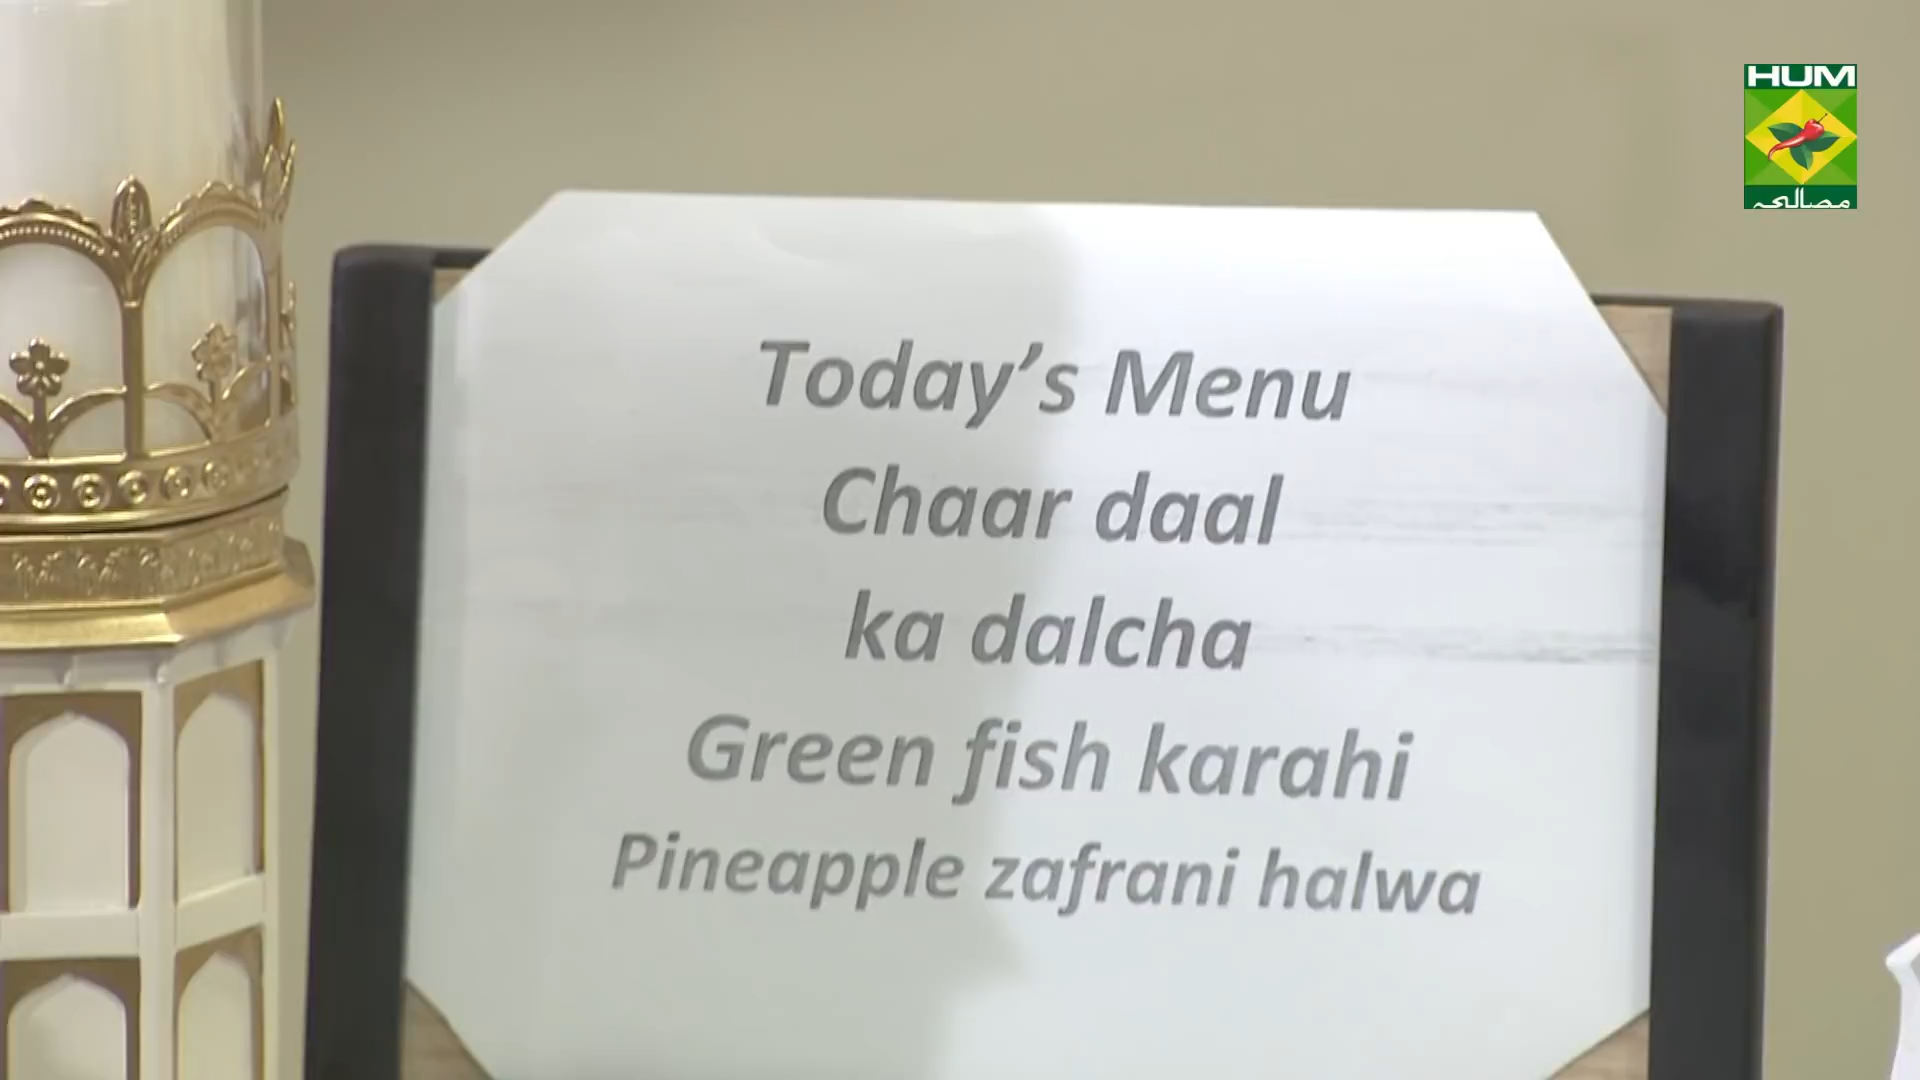 HUM
مصالحہ
Today's Menu
Chaar daal
ka dalcha
Green fish karahi
Pineapple zafrani halwa